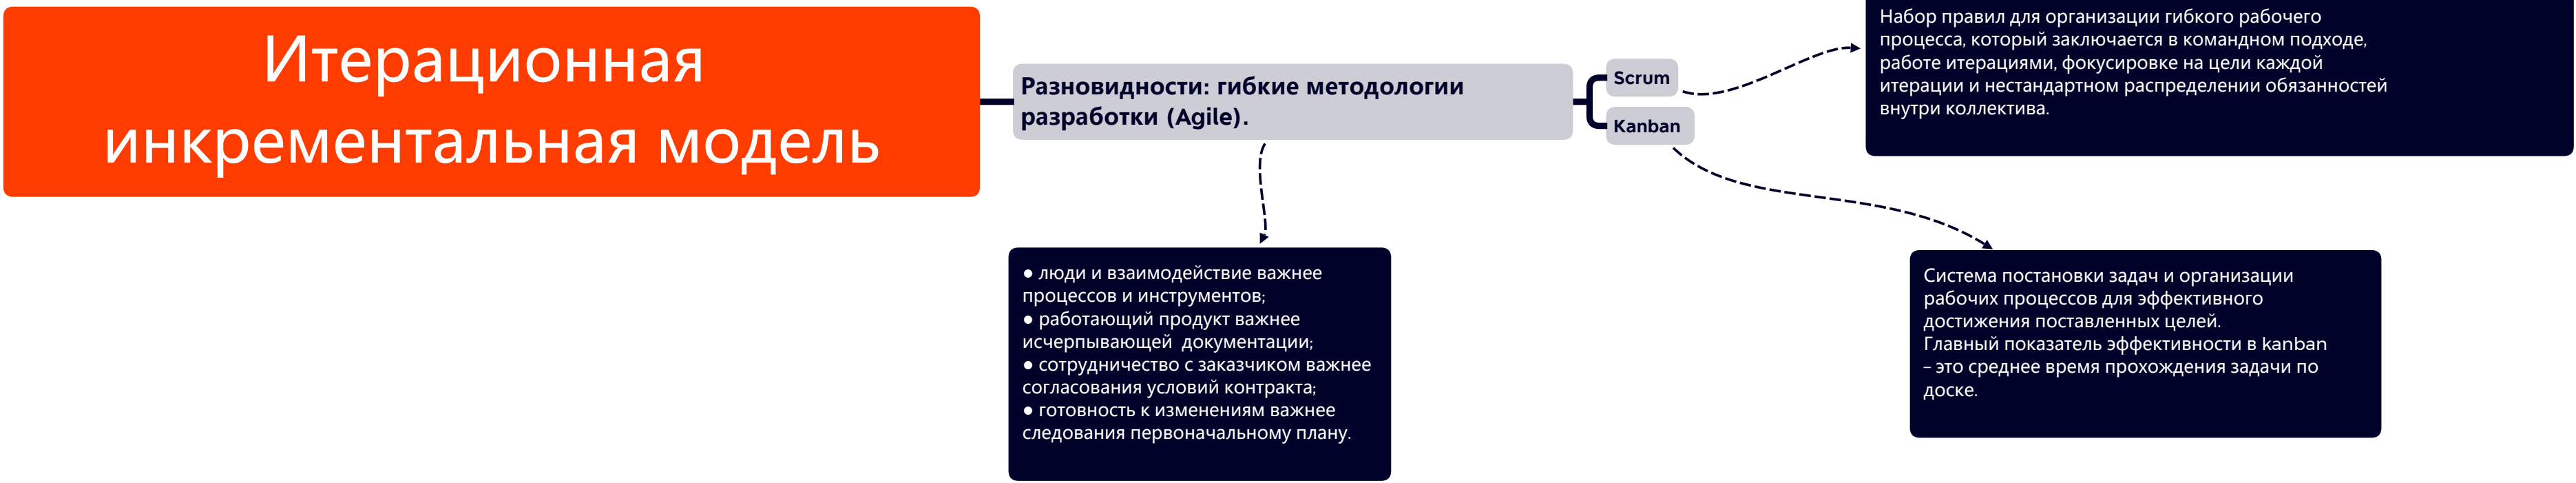 Итерационная
инкрементальная модель
Разновидности: гибкие методологии
разработки (Agile).
Scrum
Kanban
Набор правил для организации гибкого рабочего
процесса, который заключается в командном подходе,
работе итерациями, фокусировке на цели каждой
итерации и нестандартном распределении обязанностей
внутри коллектива.
● люди и взаимодействие важнее
процессов и инструментов;
● работающий продукт важнее
исчерпывающей  документации;
● сотрудничество с заказчиком важнее
согласования условий контракта;
● готовность к изменениям важнее
следования первоначальному плану.
Система постановки задач и организации
рабочих процессов для эффективного
достижения поставленных целей.
Главный показатель эффективности в kanban
– это среднее время прохождения задачи по
доске.